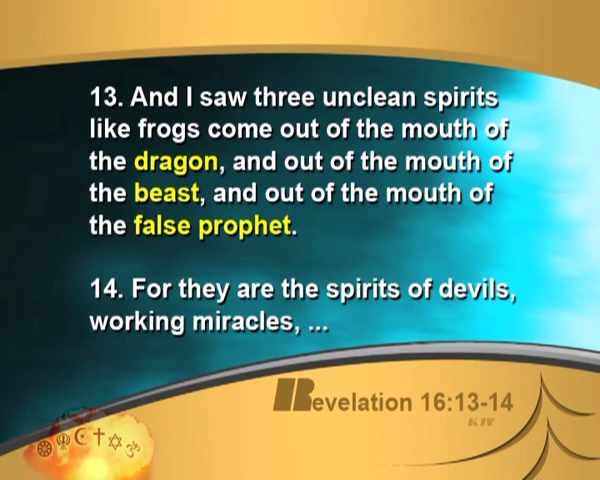 13. And I saw three unclean spirits
like frogs come out of the mouth of
the dragon, and out of the mouth of
the beast, and out of the mouth of
the false prophet.
14. For they are the spirits of devils,
working miracles, ...
Revelation 16:13-14
KJV